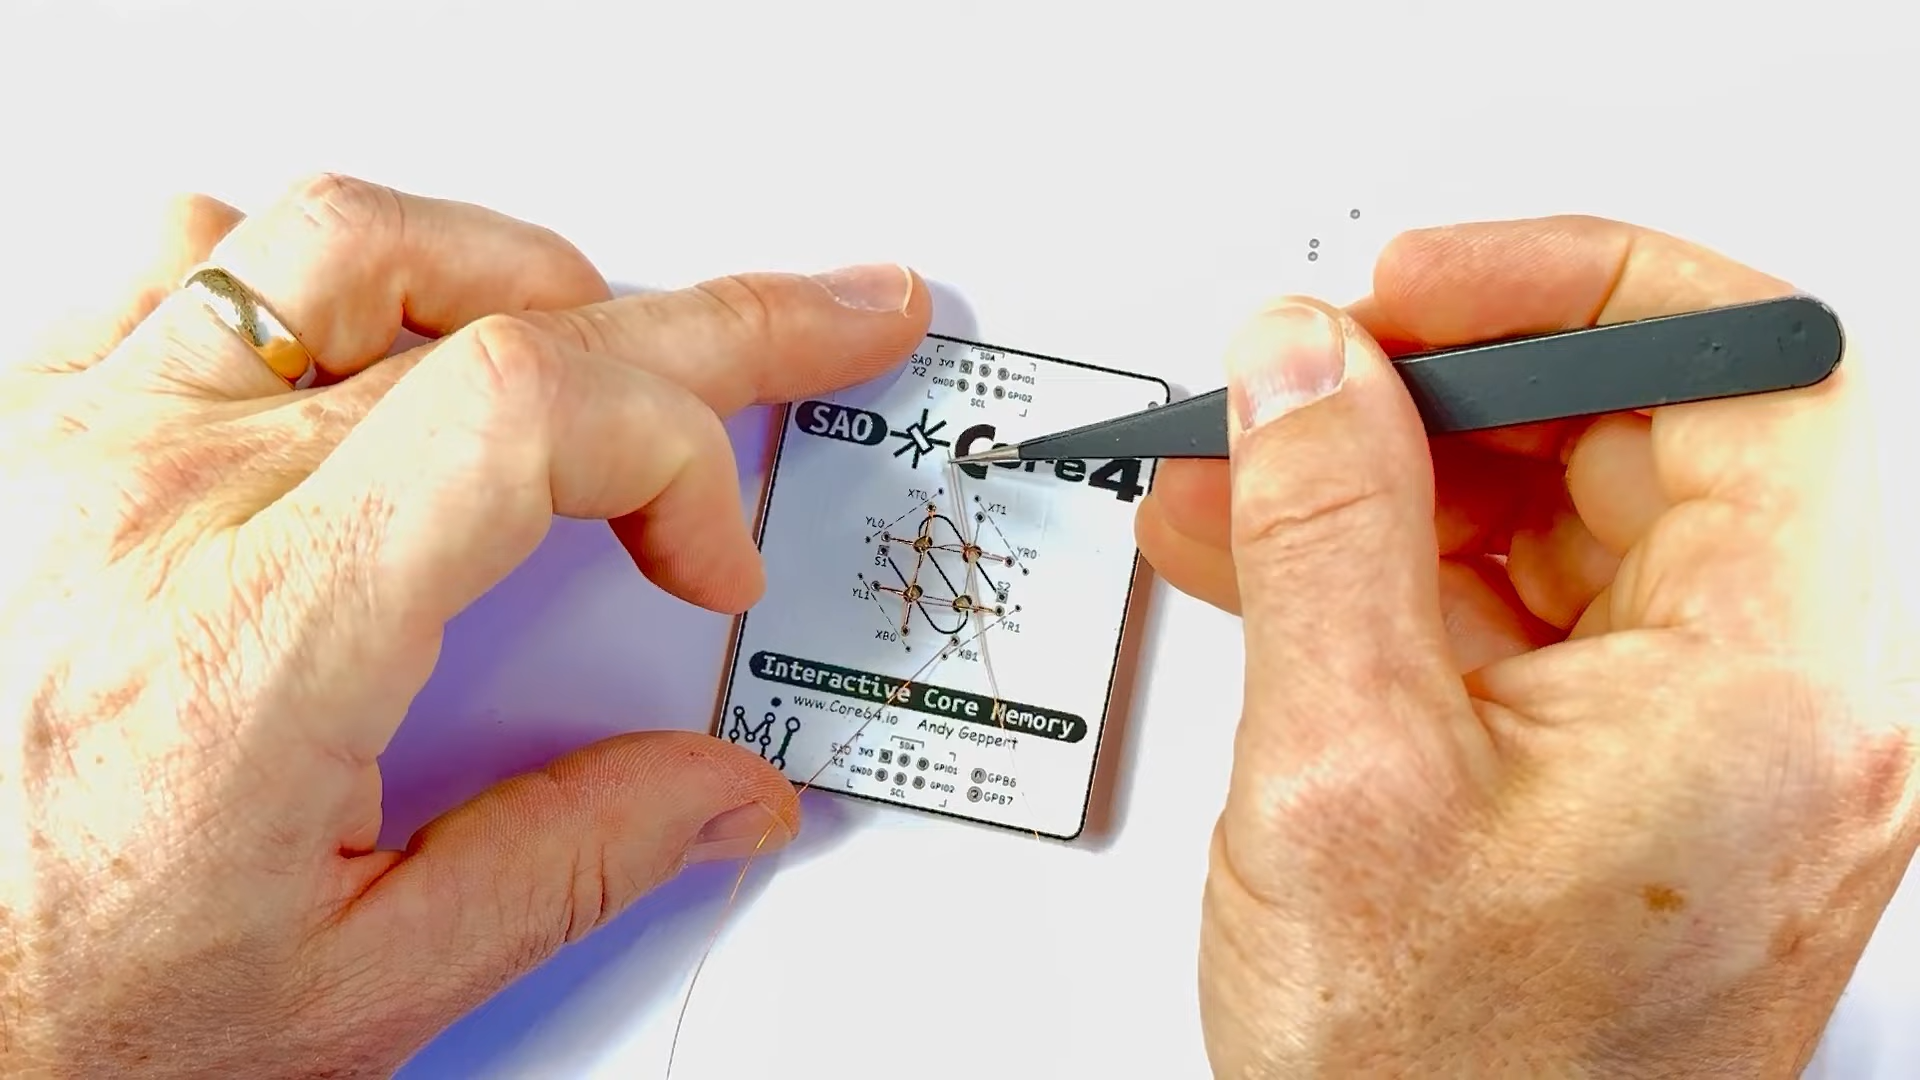 SAO X2
3V3
SDA
GPIO1
GND
GPIO2
SCL
SAO Core4
XT0
XT1
YL0
YR0
S1
S2
YL1
YR1
XB0
XB1
Interactive Core Memory
www.Core64.io Andy Geppert
SAO X1
3V3
SDA
GPIO1
GND
GPIO2
SCL
GPB6
GPB7